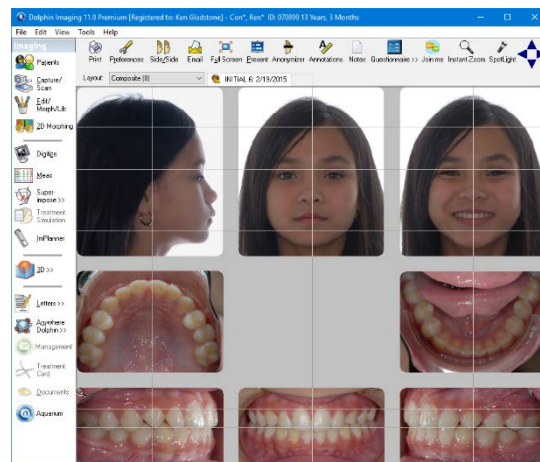 Dolphin Imaging 11.9 Premium [Registered to: Ken Gladstone] - Con*, Ren* ID: 070899 13 Years, 3 Months
File Edit View Tools Help
Imaging
Print Preferences Side/Side Email Full Screen Present Anonymizer Annotations Notes Questionnaire >> Join me Instant Zoom SpotLight
Layout Composite [8] INITIAL 6: 2/19/2015
Patients
Capture/
Scan
Edit/
Morph/Lib
2D Morphing
Digitize
Meas
Super-
impose >>
Treatment
Simulation
3D >>
Letters >>
Anywhere
Dolphin >>
Management
Treatment
Card
Documents
Aquarium